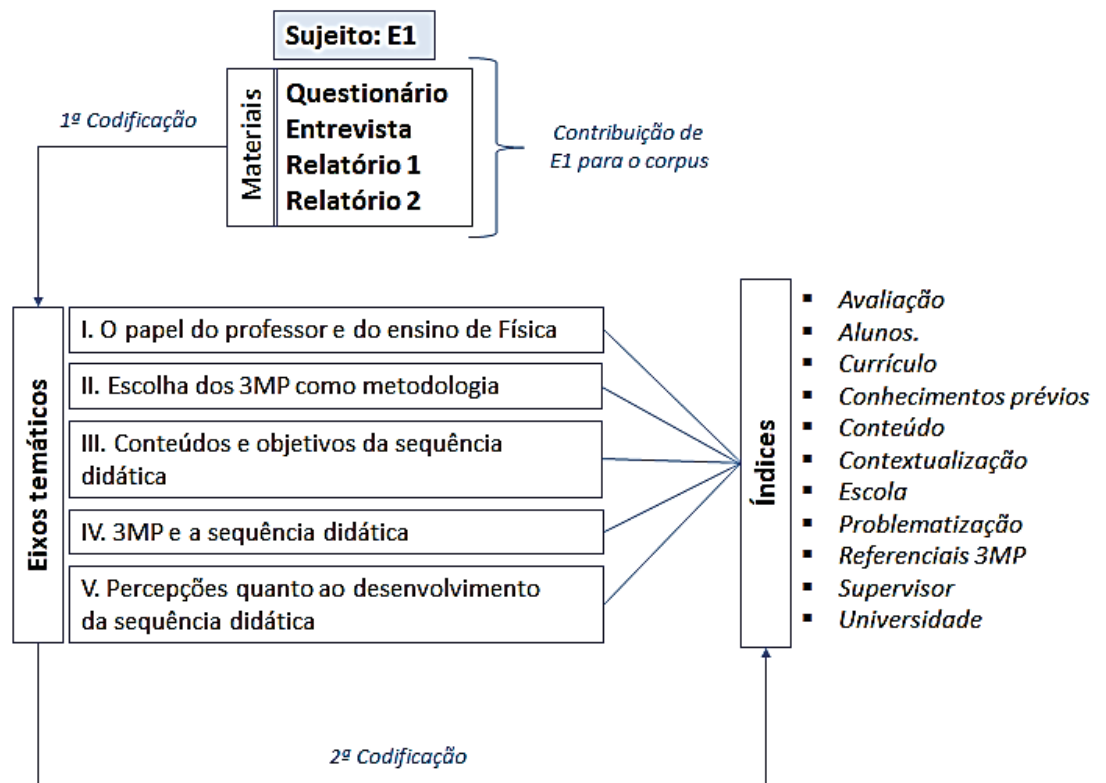 Sujeito: E1
1ª Codificação
Materiais
Questionário
Entrevista
Relatório 1
Relatório 2
Contribuição de
E1 para o corpus
Eixos temáticos
I. O papel do professor e do ensino de Física
II. Escolha dos 3MP como metodologia
III. Conteúdos e objetivos da sequência
didática
IV. 3MP e a sequência didática
V. Percepções quanto ao desenvolvimento
da sequência didática
Índices
▪ Avaliação
▪ Alunos.
▪ Currículo
▪ Conhecimentos prévios
▪ Conteúdo
▪ Contextualização
▪ Escola
▪ Problematização
▪ Referenciais 3MP
▪ Supervisor
▪ Universidade
2ª Codificação